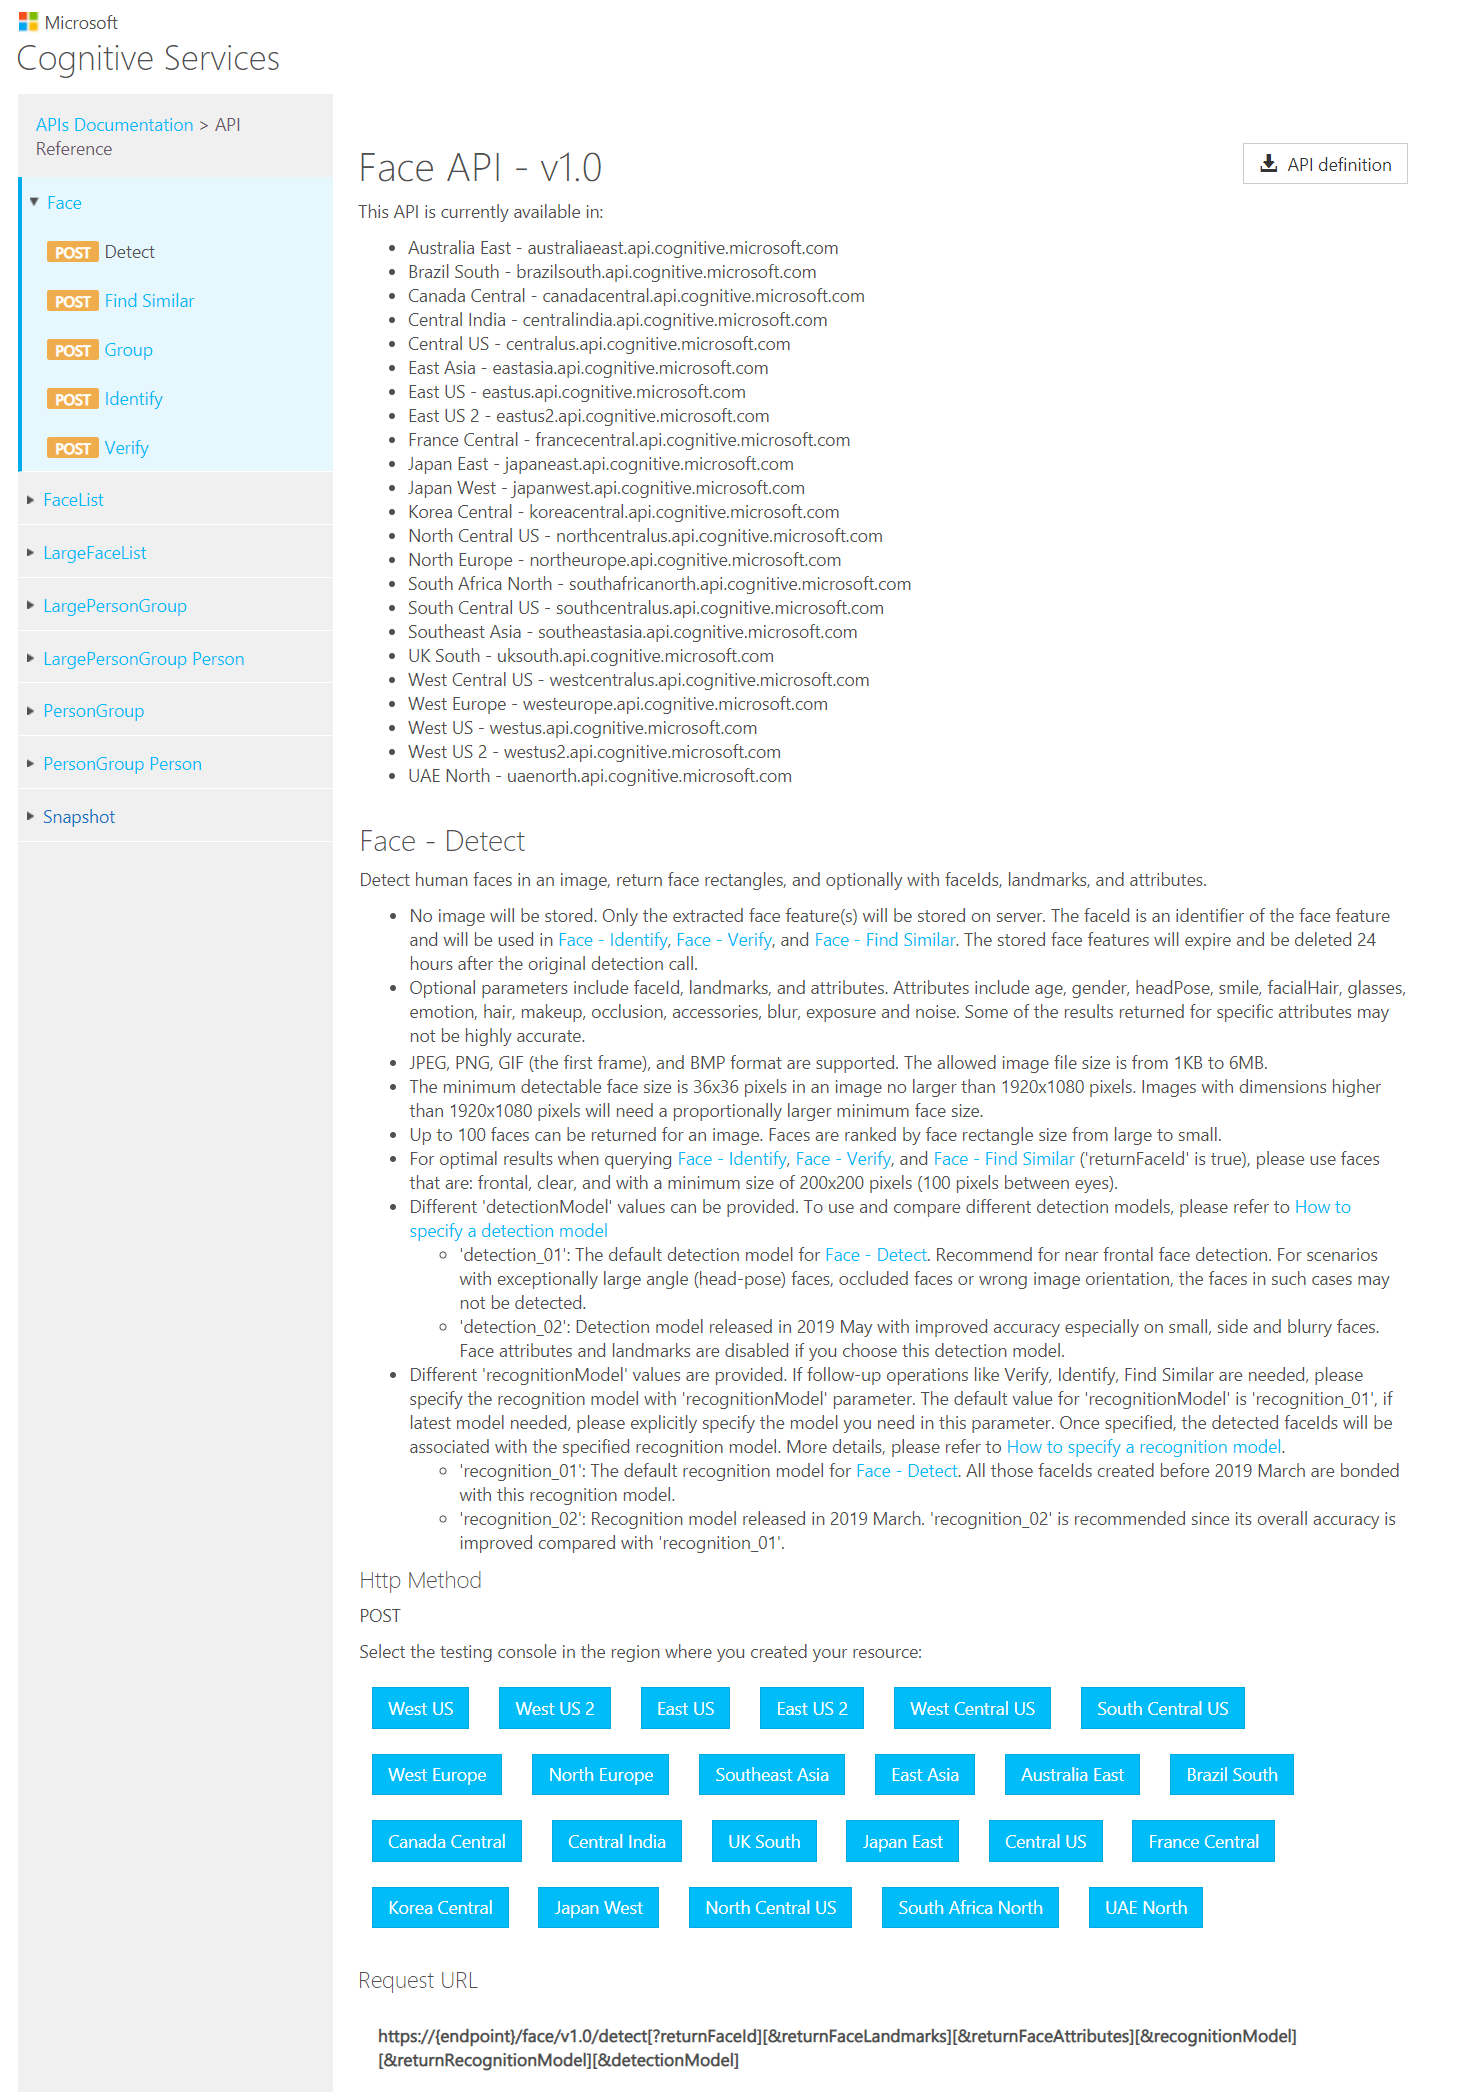 Microsoft
Cognitive Services
APIs Documentation > API
Reference
Face
POST Detect
POST Find Similar
POST Group
POST Identify
POST Verify
FaceList
LargeFaceList
LargePersonGroup
LargePersonGroup Person
PersonGroup
PersonGroup Person
Snapshot
Face API - v1.0
API definition
This API is currently available in:
• Australia East - australiaeast.api.cognitive.microsoft.com
• Brazil South - brazilsouth.api.cognitive.microsoft.com
• Canada Central - canadacentral.api.cognitive.microsoft.com
• Central India - centralindia.api.cognitive.microsoft.com
• Central US - centralus.api.cognitive.microsoft.com
• East Asia - eastasia.api.cognitive.microsoft.com
• East US - eastus.api.cognitive.microsoft.com
• East US 2 - eastus2.api.cognitive.microsoft.com
• France Central - francecentral.api.cognitive.microsoft.com
• Japan East - japaneast.api.cognitive.microsoft.com
• Japan West - japanwest.api.cognitive.microsoft.com
• Korea Central - koreacentral.api.cognitive.microsoft.com
• North Central US - northcentralus.api.cognitive.microsoft.com
• North Europe - northeurope.api.cognitive.microsoft.com
• South Africa North - southafricanorth.api.cognitive.microsoft.com
• South Central US - southcentralus.api.cognitive.microsoft.com
• Southeast Asia - southeastasia.api.cognitive.microsoft.com
• UK South - uksouth.api.cognitive.microsoft.com
• West Central US - westcentralus.api.cognitive.microsoft.com
• West Europe - westeurope.api.cognitive.microsoft.com
• West US - westus.api.cognitive.microsoft.com
• West US 2 - westus2.api.cognitive.microsoft.com
• UAE North - uaenorth.api.cognitive.microsoft.com
Face - Detect
Detect human faces in an image, return face rectangles, and optionally with faceIds, landmarks, and attributes.
• No image will be stored. Only the extracted face feature(s) will be stored on server. The faceId is an identifier of the face feature
and will be used in Face - Identify, Face - Verify, and Face - Find Similar. The stored face features will expire and be deleted 24
hours after the original detection call.
• Optional parameters include faceId, landmarks, and attributes. Attributes include age, gender, headPose, smile, facialHair, glasses,
emotion, hair, makeup, occlusion, accessories, blur, exposure and noise. Some of the results returned for specific attributes may
not be highly accurate.
• JPEG, PNG, GIF (the first frame), and BMP format are supported. The allowed image file size is from 1KB to 6MB.
• The minimum detectable face size is 36x36 pixels in an image no larger than 1920x1080 pixels. Images with dimensions higher
than 1920x1080 pixels will need a proportionally larger minimum face size.
• Up to 100 faces can be returned for an image. Faces are ranked by face rectangle size from large to small.
• For optimal results when querying Face - Identify, Face - Verify, and Face - Find Similar ('returnFaceId' is true), please use faces
that are: frontal, clear, and with a minimum size of 200x200 pixels (100 pixels between eyes).
• Different 'detectionModel' values can be provided. To use and compare different detection models, please refer to How to
specify a detection model
◦ 'detection_01': The default detection model for Face - Detect. Recommend for near frontal face detection. For scenarios
with exceptionally large angle (head-pose) faces, occluded faces or wrong image orientation, the faces in such cases may
not be detected.
◦ 'detection_02': Detection model released in 2019 May with improved accuracy especially on small, side and blurry faces.
Face attributes and landmarks are disabled if you choose this detection model.
• Different 'recognitionModel' values are provided. If follow-up operations like Verify, Identify, Find Similar are needed, please
specify the recognition model with 'recognitionModel' parameter. The default value for 'recognitionModel' is 'recognition_01', if
latest model needed, please explicitly specify the model you need in this parameter. Once specified, the detected faceIds will be
associated with the specified recognition model. More details, please refer to How to specify a recognition model.
◦ 'recognition_01': The default recognition model for Face - Detect. All those faceIds created before 2019 March are bonded
with this recognition model.
◦ 'recognition_02': Recognition model released in 2019 March. 'recognition_02' is recommended since its overall accuracy is
improved compared with 'recognition_01'.
Http Method
POST
Select the testing console in the region where you created your resource:
West US West US 2 East US East US 2 West Central US South Central US
West Europe North Europe Southeast Asia East Asia Australia East Brazil South
Canada Central Central India UK South Japan East Central US France Central
Korea Central Japan West North Central US South Africa North UAE North
Request URL
https://{endpoint}/face/v1.0/detect[?returnFaceId][&returnFaceLandmarks][&returnFaceAttributes][&recognitionModel]
[&returnRecognitionModel][&detectionModel]